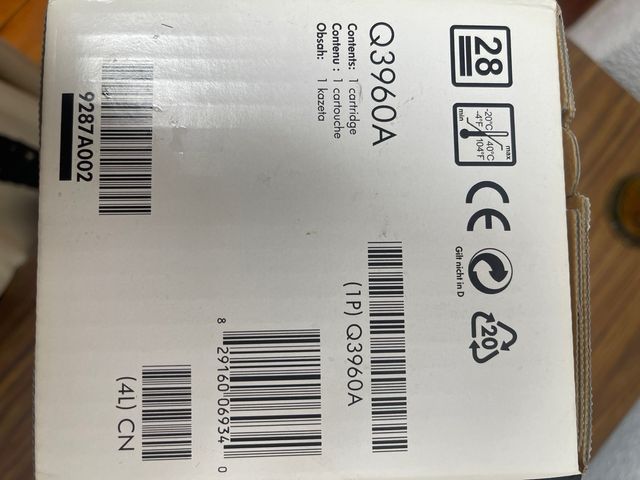 28
-20°C
-4°F
min
40°C
104°F
max
Gilt nicht in D
20
Q3960A
Contents: 1 cartridge
Contenu : 1 cartouche
Obsah: 1 kazeta
9287A002
(1P) Q3960A
8 29160 06934 0
(4L) CN